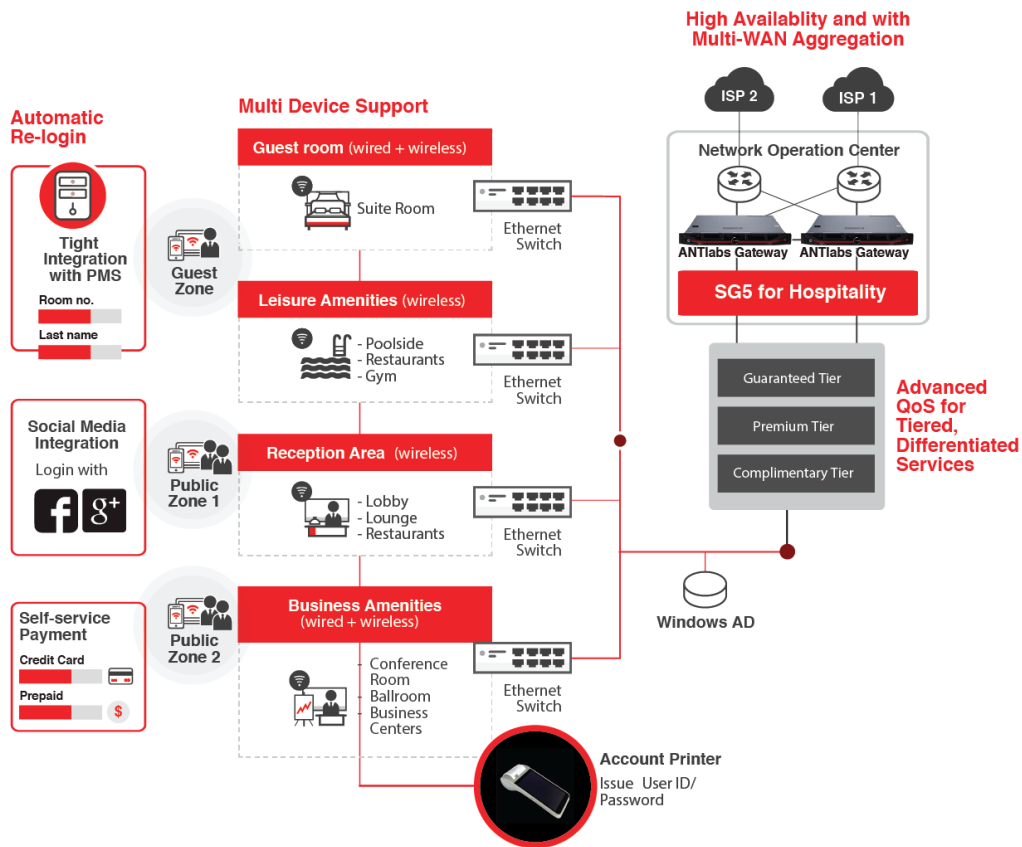 High Availablity and with
Multi-WAN Aggregation
ISP 2
ISP 1
Network Operation Center
ANTlabs Gateway
ANTlabs Gateway
SG5 for Hospitality
Guaranteed Tier
Premium Tier
Complimentary Tier
Advanced
QoS for
Tiered,
Differentiated
Services
Windows AD
Automatic
Re-login
Tight
Integration
with PMS
Room no.
Last name
Guest
Zone
Social Media
Integration
Login with
f
g+
Public
Zone 1
Self-service
Payment
Credit Card
Prepaid
$
Public
Zone 2
Multi Device Support
Guest room (wired + wireless)
Suite Room
Ethernet
Switch
Leisure Amenities (wireless)
- Poolside
- Restaurants
- Gym
Ethernet
Switch
Reception Area (wireless)
- Lobby
- Lounge
- Restaurants
Ethernet
Switch
Business Amenities
(wired + wireless)
- Conference
Room
- Ballroom
- Business
Centers
Ethernet
Switch
Account Printer
Issue User ID/
Password